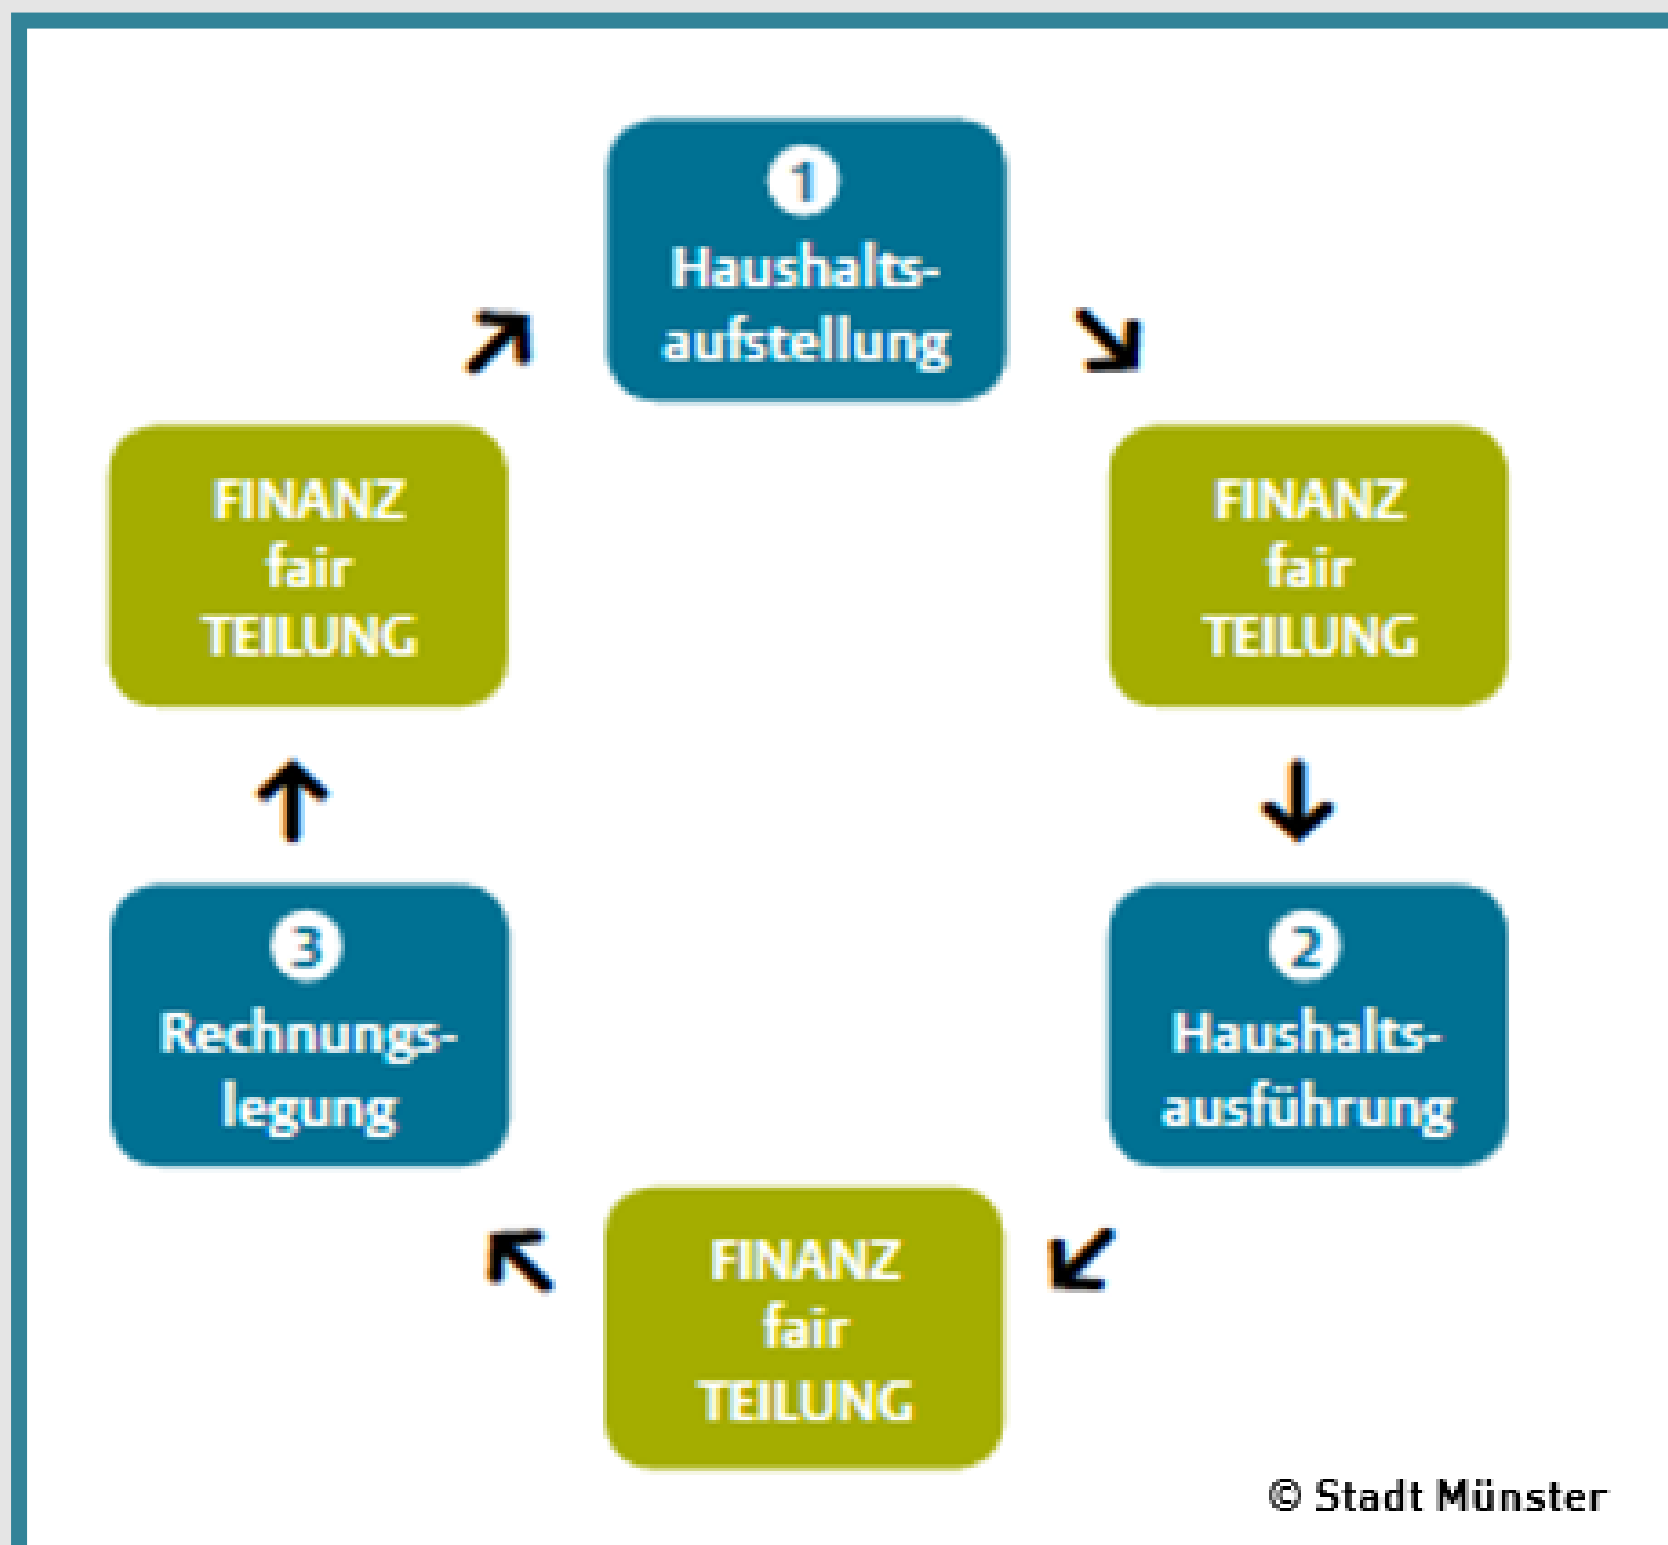 1
Haushalts-
aufstellung
FINANZ
fair
TEILUNG
2
Haushalts-
ausführung
FINANZ
fair
TEILUNG
3
Rechnungs-
legung
FINANZ
fair
TEILUNG
© Stadt Münster